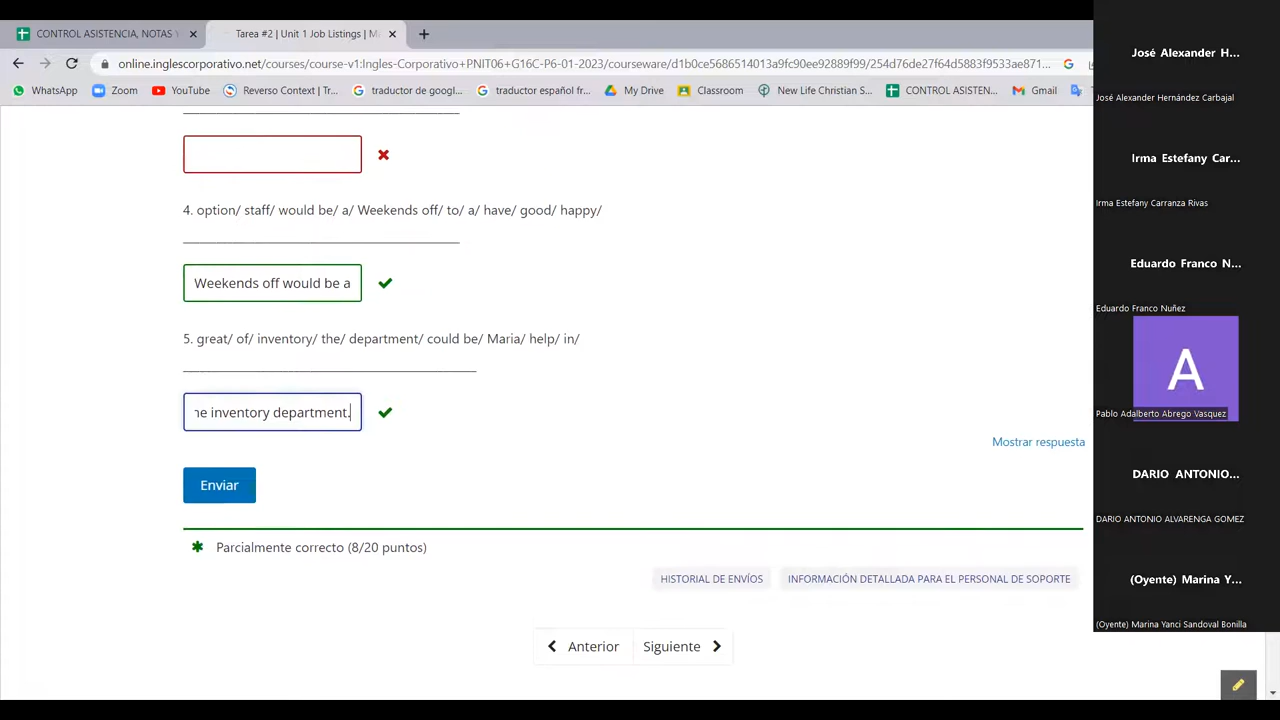 CONTROL ASISTENCIA, NOTAS
Tarea #2 | Unit 1 Job Listings |
online.inglescorporativo.net/courses/course-v1:Ingles-Corporativo+PNIT06+G16C-P6-01-2023/courseware/d1b0ce5686514013a9fc90ee92889f99/254d76de27f64d5883f9533ae871...
WhatsApp
Zoom
YouTube
Reverso Context | Tr...
traductor de googl...
traductor español fr...
My Drive
Classroom
New Life Christian S...
CONTROL ASISTEN...
Gmail
4. option/ staff/ would be/ a/ Weekends off/ to/ a/ have/ good/ happy/
Weekends off would be a
5. great/ of/ inventory/ the/ department/ could be/ Maria/ help/ in/
ne inventory department.
Mostrar respuesta
Enviar
Parcialmente correcto (8/20 puntos)
HISTORIAL DE ENVÍOS
INFORMACIÓN DETALLADA PARA EL PERSONAL DE SOPORTE
Anterior
Siguiente
José Alexander H...
José Alexander Hernández Carbajal
Irma Estefany Car...
Irma Estefany Carranza Rivas
Eduardo Franco N...
Eduardo Franco Nuñez
A
Pablo Adalberto Abrego Vasquez
DARIO ANTONIO...
DARIO ANTONIO ALVARENGA GOMEZ
(Oyente) Marina Y...
(Oyente) Marina Yanci Sandoval Bonilla